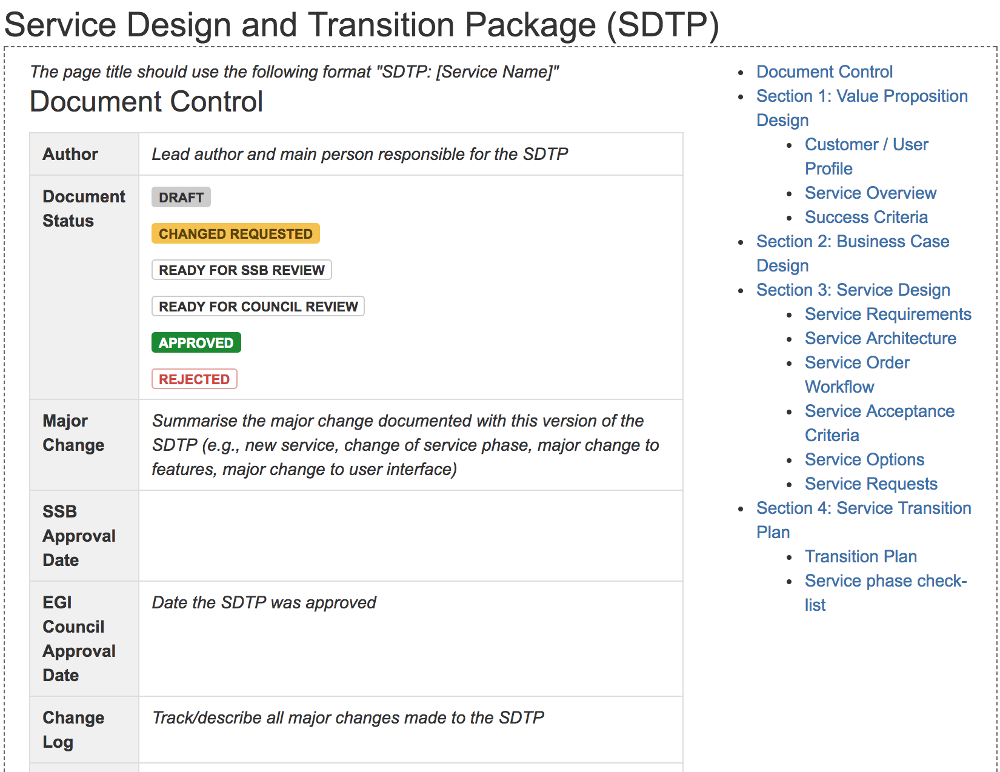 Service Design and Transition Package (SDTP)
The page title should use the following format "SDTP: [Service Name]"
Document Control
Author
Lead author and main person responsible for the SDTP
Document
Status
DRAFT
CHANGED REQUESTED
READY FOR SSB REVIEW
READY FOR COUNCIL REVIEW
APPROVED
REJECTED
Major
Change
Summarise the major change documented with this version of the
SDTP (e.g., new service, change of service phase, major change to
features, major change to user interface)
SSB
Approval
Date
EGI
Council
Approval
Date
Date the SDTP was approved
Change
Log
Track/describe all major changes made to the SDTP
Document Control
Section 1: Value Proposition
Design
Customer / User
Profile
Service Overview
Success Criteria
Section 2: Business Case
Design
Section 3: Service Design
Service Requirements
Service Architecture
Service Order
Workflow
Service Acceptance
Criteria
Service Options
Service Requests
Section 4: Service Transition
Plan
Transition Plan
Service phase check-
list